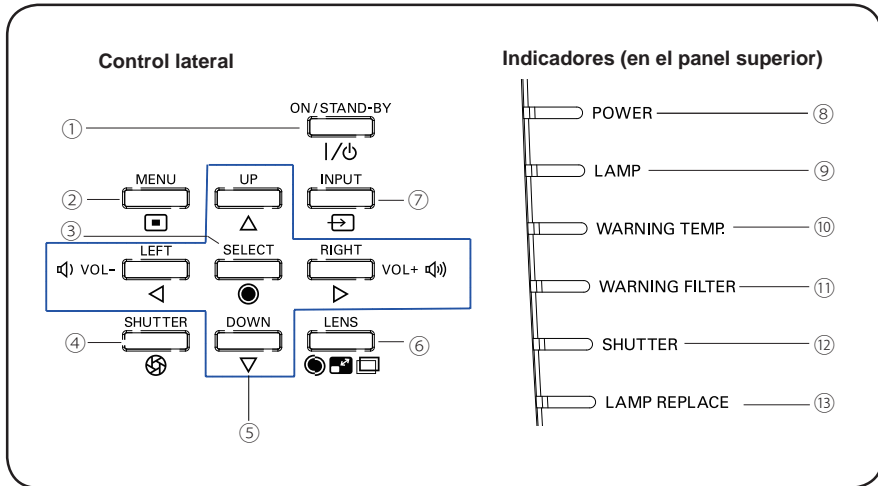 Control lateral
ON/STAND-BY
①
MENU
UP
INPUT
②
⑦
③
LEFT
SELECT
RIGHT
VOL-
VOL+
SHUTTER
DOWN
LENS
④
⑥
⑤
Indicadores (en el panel superior)
POWER ⑧
LAMP ⑨
WARNING TEMP. ⑩
WARNING FILTER ⑪
SHUTTER ⑫
LAMP REPLACE ⑬